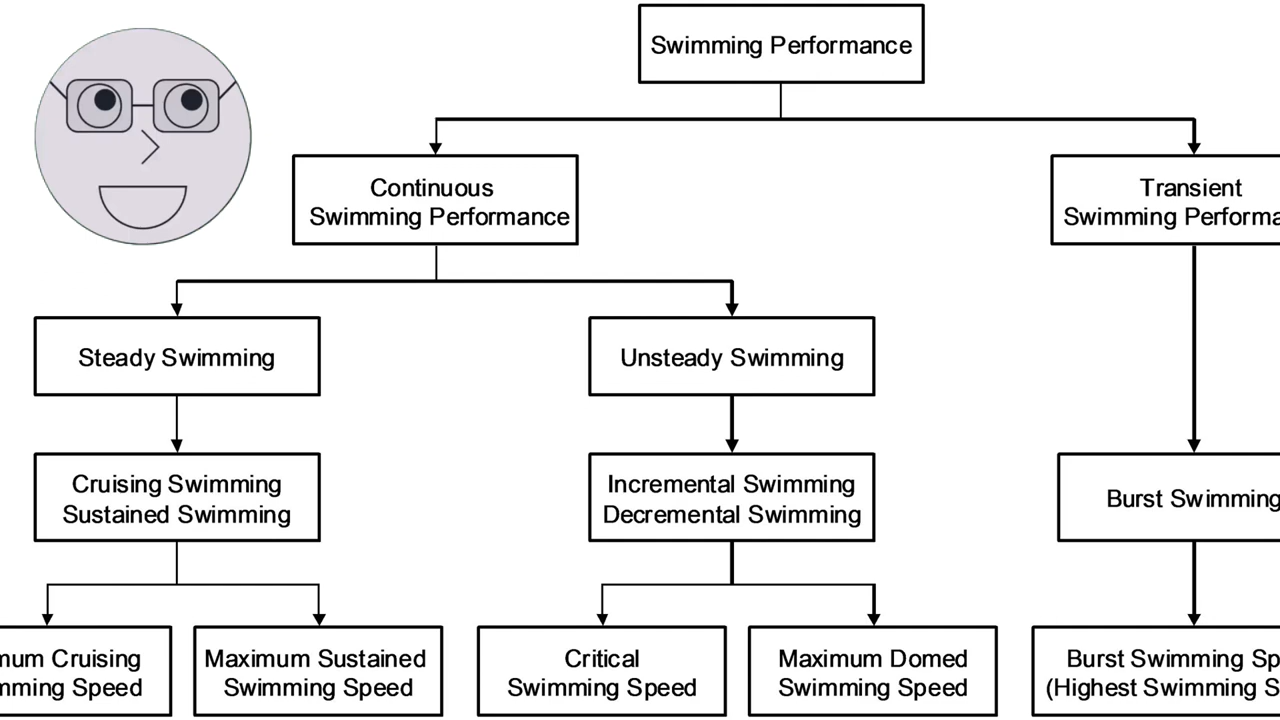 Swimming Performance
Continuous
Swimming Performance
Transient
Swimming Performa
Steady Swimming
Unsteady Swimming
Cruising Swimming
Sustained Swimming
Incremental Swimming
Decremental Swimming
Burst Swimming
mum Cruising
mming Speed
Maximum Sustained
Swimming Speed
Critical
Swimming Speed
Maximum Domed
Swimming Speed
Burst Swimming Sp
(Highest Swimming S